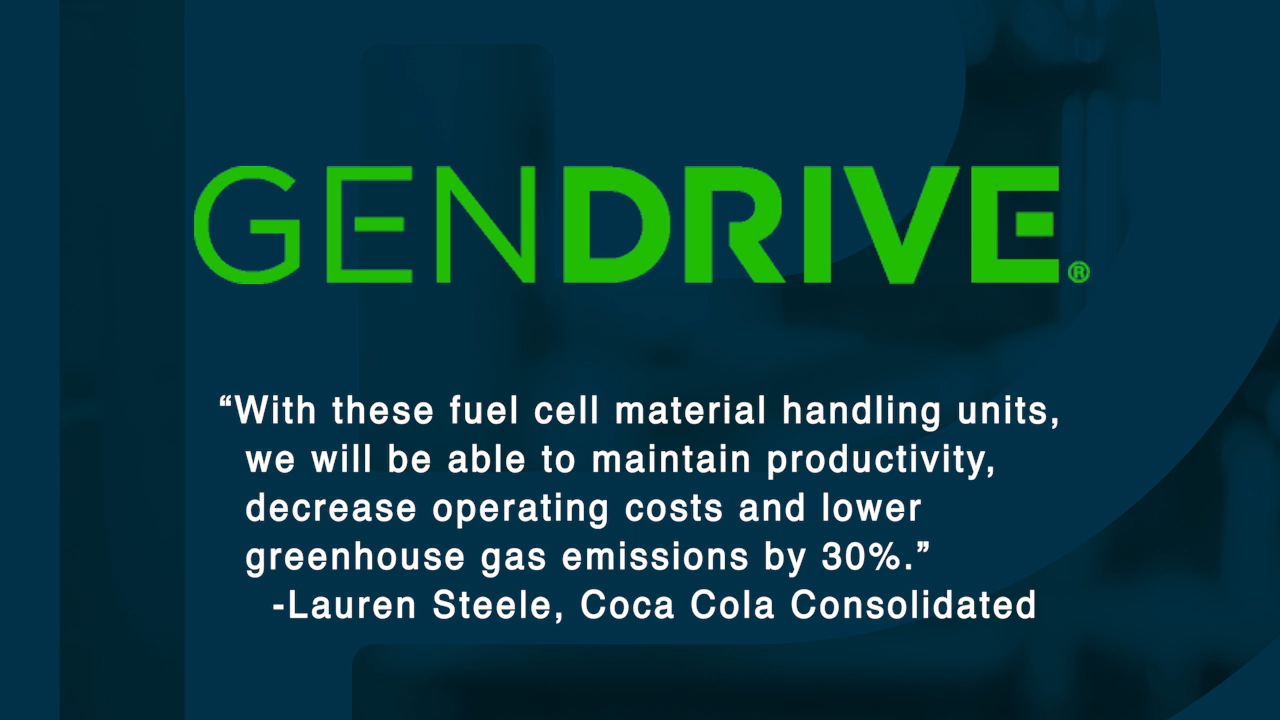 GENDRIVE®
“With these fuel cell material handling units,
we will be able to maintain productivity,
decrease operating costs and lower
greenhouse gas emissions by 30%.”
-Lauren Steele, Coca Cola Consolidated